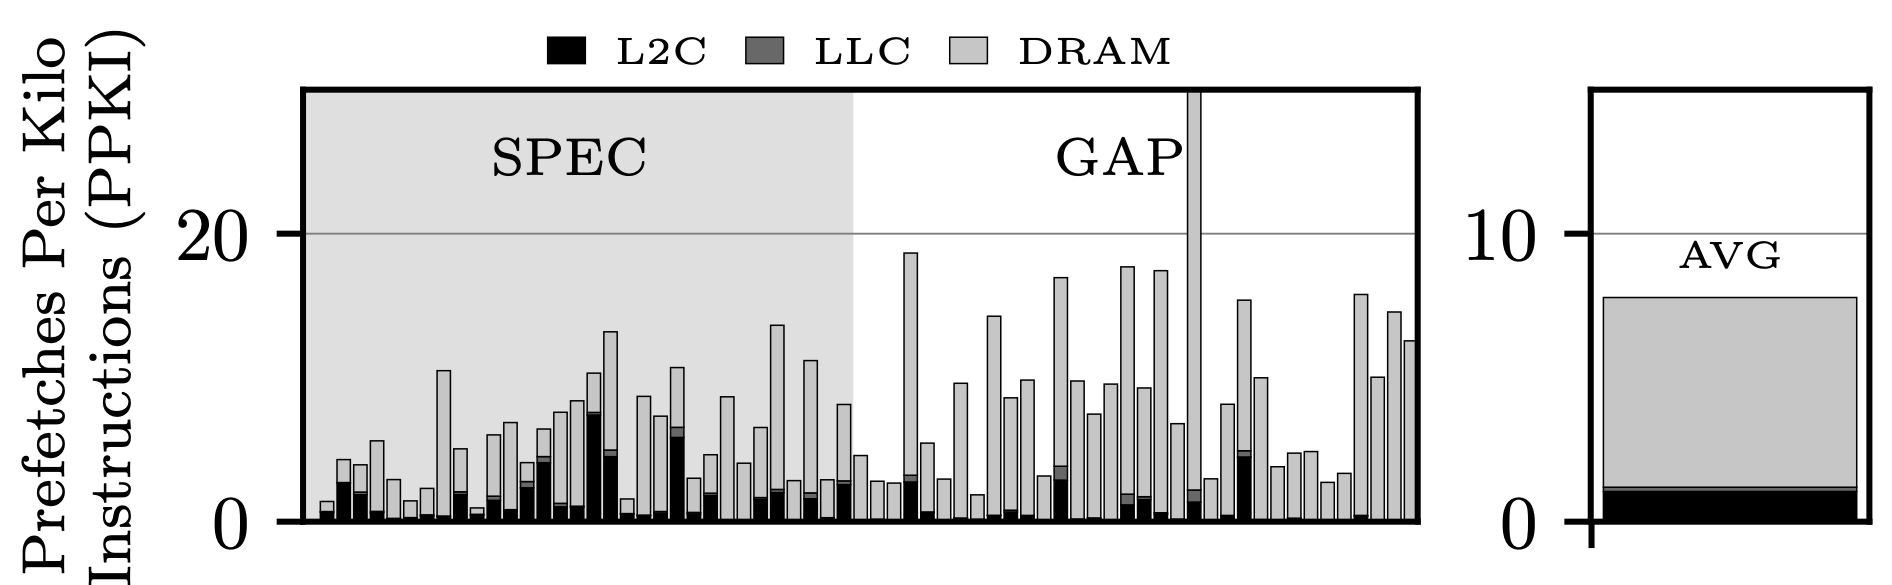 Prefetches Per Kilo
Instructions (PPKI)
L2C LLC DRAM
SPEC GAP
20
0
10
AVG
0